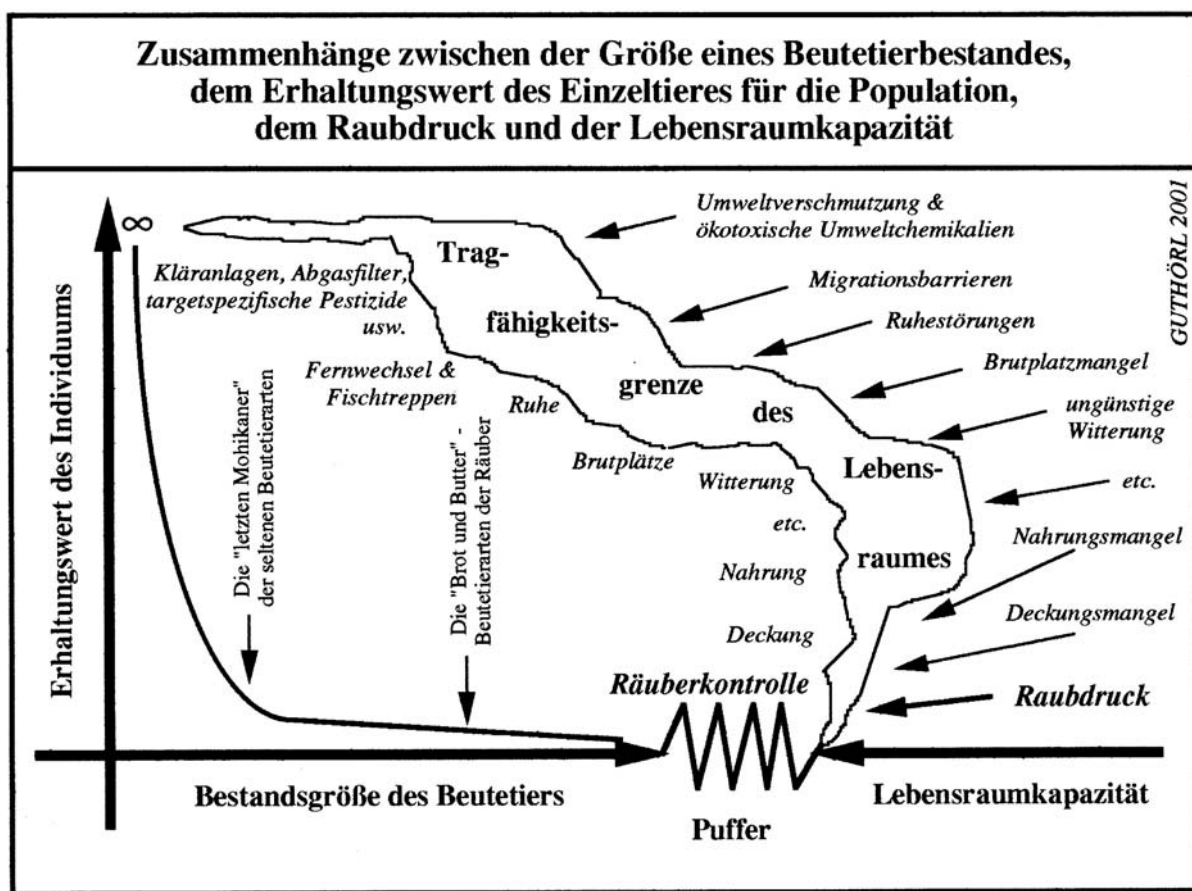 Zusammenhänge zwischen der Größe eines Beutetierbestandes,
dem Erhaltungswert des Einzeltieres für die Population,
dem Raubdruck und der Lebensraumkapazität
GUTHÖRL 2001
∞
Erhaltungswert des Individuums
Umweltverschmutzung &
ökotoxische Umweltchemikalien
Trag-
Kläranlagen, Abgasfilter,
targetspezifische Pestizide
usw.
Migrationsbarrieren
fähigkeits-
Ruhestörungen
Fernwechsel &
Fischtreppen
Ruhe
grenze
Brutplatzmangel
des
ungünstige
Witterung
Brutplätze
Witterung
Lebens-
etc.
etc.
Nahrungsmangel
Nahrung
raumes
Deckungsmangel
Deckung
Die "letzten Mohikaner"
der seltenen Beutetierarten
Die "Brot und Butter" -
Beutetierarten der Räuber
Räuberkontrolle
Raubdruck
Bestandsgröße des Beutetiers
Lebensraumkapazität
Puffer